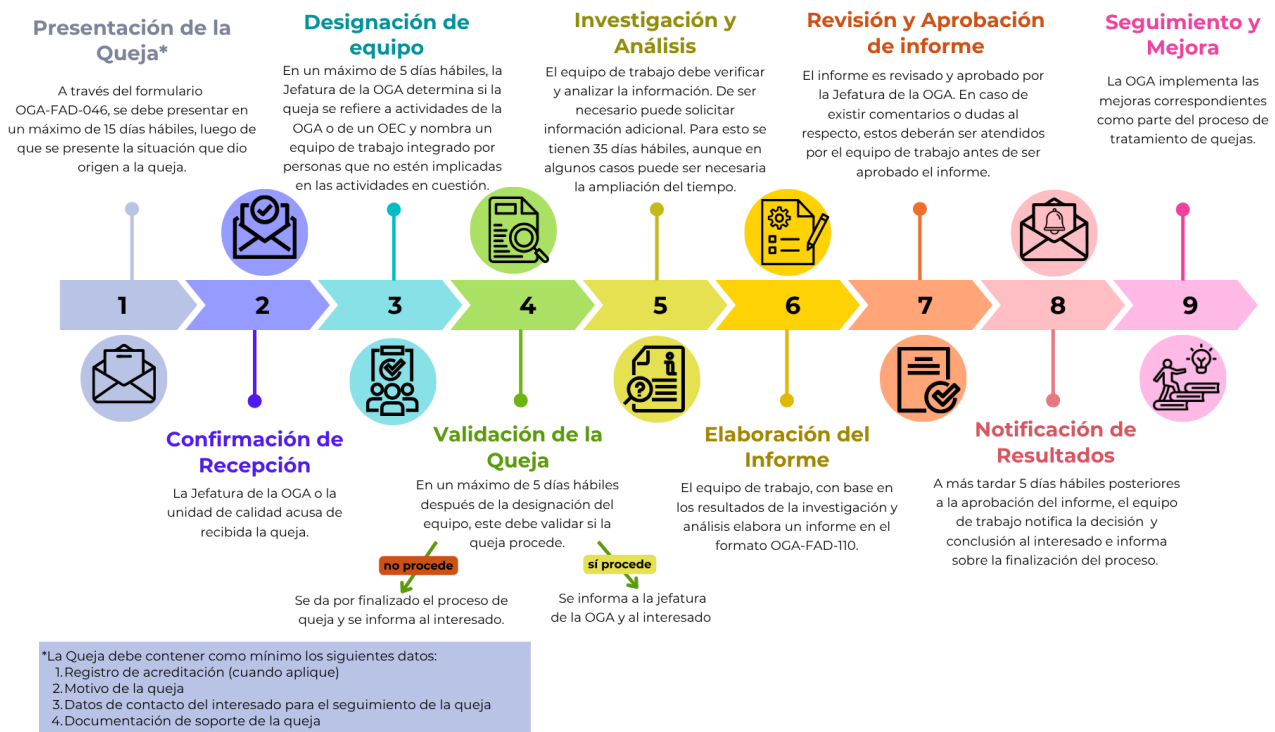 Presentación de la
Queja*
A través del formulario
OGA-FAD-046, se debe presentar en
un máximo de 15 días hábiles, luego de
que se presente la situación que dio
origen a la queja.
Designación de
equipo
En un máximo de 5 días hábiles, la
Jefatura de la OGA determina si la
queja se refiere a actividades de la
OGA o de un OEC y nombra un
equipo de trabajo integrado por
personas que no estén implicadas
en las actividades en cuestión.
Investigación y
Análisis
El equipo de trabajo debe verificar
y analizar la información. De ser
necesario puede solicitar
información adicional. Para esto se
tienen 35 días hábiles, aunque en
algunos casos puede ser necesaria
la ampliación del tiempo.
Revisión y Aprobación
de informe
El informe es revisado y aprobado por
la Jefatura de la OGA. En caso de
existir comentarios o dudas al
respecto, estos deberán ser atendidos
por el equipo de trabajo antes de ser
aprobado el informe.
Seguimiento y
Mejora
La OGA implementa las
mejoras correspondientes
como parte del proceso de
tratamiento de quejas.
1
2
3
4
5
6
7
8
9
Confirmación de
Recepción
La Jefatura de la OGA o la
unidad de calidad acusa de
recibida la queja.
Validación de la
Queja
En un máximo de 5 días hábiles
después de la designación del
equipo, este debe validar si la
queja procede.
no procede
Se da por finalizado el proceso de
queja y se informa al interesado.
sí procede
Se informa a la jefatura
de la OGA y al interesado
Elaboración del
Informe
El equipo de trabajo, con base en
los resultados de la investigación y
análisis elabora un informe en el
formato OGA-FAD-110.
Notificación de
Resultados
A más tardar 5 días hábiles posteriores
a la aprobación del informe, el equipo
de trabajo notifica la decisión y
conclusión al interesado e informa
sobre la finalización del proceso.
*La Queja debe contener como mínimo los siguientes datos:
1. Registro de acreditación (cuando aplique)
2. Motivo de la queja
3. Datos de contacto del interesado para el seguimiento de la queja
4. Documentación de soporte de la queja